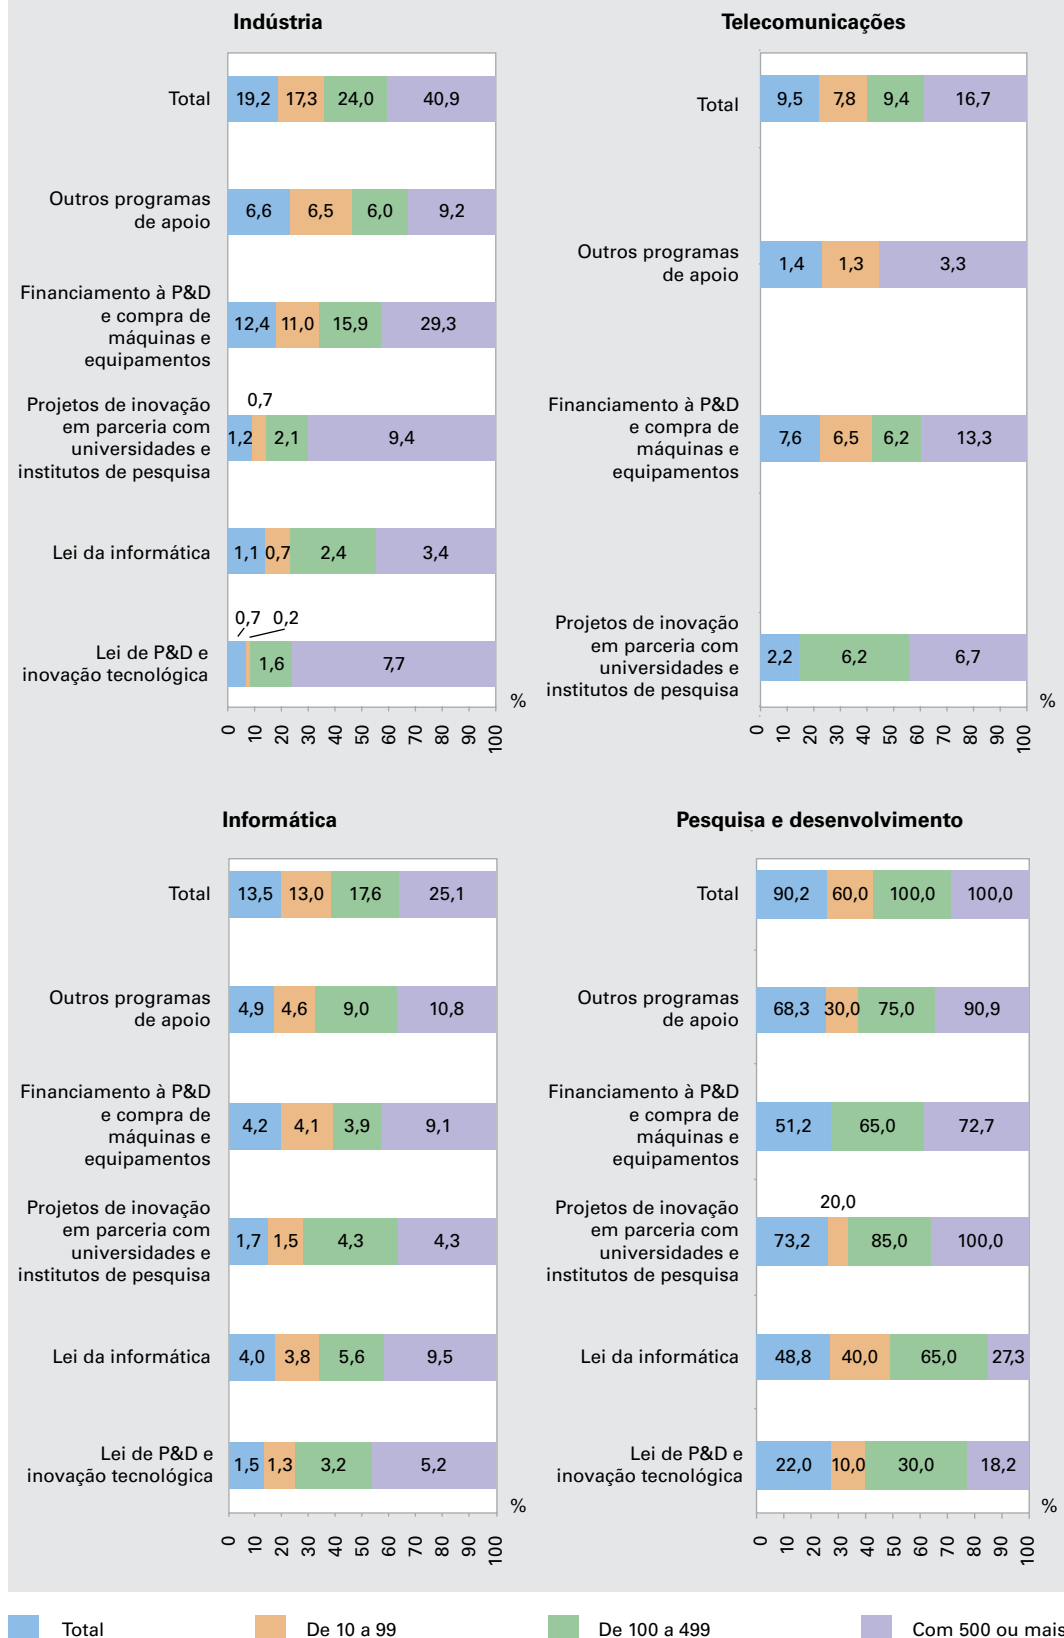 Indústria
Total
19,2 17,3 24,0 40,9
Outros programas
de apoio
6,6 6,5 6,0 9,2
Financiamento à P&D
e compra de
máquinas e
equipamentos
12,4 11,0 15,9 29,3
0,7
Projetos de inovação
em parceria com
universidades e
institutos de pesquisa
1,2 2,1 9,4
Lei da informática
1,1 0,7 2,4 3,4
0,7 0,2
Lei de P&D e
inovação tecnológica
1,6 7,7
%
0 10 20 30 40 50 60 70 80 90 100
Telecomunicações
Total
9,5 7,8 9,4 16,7
Outros programas
de apoio
1,4 1,3 3,3
Financiamento à P&D
e compra de
máquinas e
equipamentos
7,6 6,5 6,2 13,3
Projetos de inovação
em parceria com
universidades e
institutos de pesquisa
2,2 6,2 6,7
%
0 10 20 30 40 50 60 70 80 90 100
Informática
Total
13,5 13,0 17,6 25,1
Outros programas
de apoio
4,9 4,6 9,0 10,8
Financiamento à P&D
e compra de
máquinas e
equipamentos
4,2 4,1 3,9 9,1
Projetos de inovação
em parceria com
universidades e
institutos de pesquisa
1,7 1,5 4,3 4,3
Lei da informática
4,0 3,8 5,6 9,5
Lei de P&D e
inovação tecnológica
1,5 1,3 3,2 5,2
%
0 10 20 30 40 50 60 70 80 90 100
Pesquisa e desenvolvimento
Total
90,2 60,0 100,0 100,0
Outros programas
de apoio
68,3 30,0 75,0 90,9
Financiamento à P&D
e compra de
máquinas e
equipamentos
51,2 65,0 72,7
20,0
Projetos de inovação
em parceria com
universidades e
institutos de pesquisa
73,2 85,0 100,0
Lei da informática
48,8 40,0 65,0 27,3
Lei de P&D e
inovação tecnológica
22,0 10,0 30,0 18,2
%
0 10 20 30 40 50 60 70 80 90 100
Total De 10 a 99 De 100 a 499 Com 500 ou mais